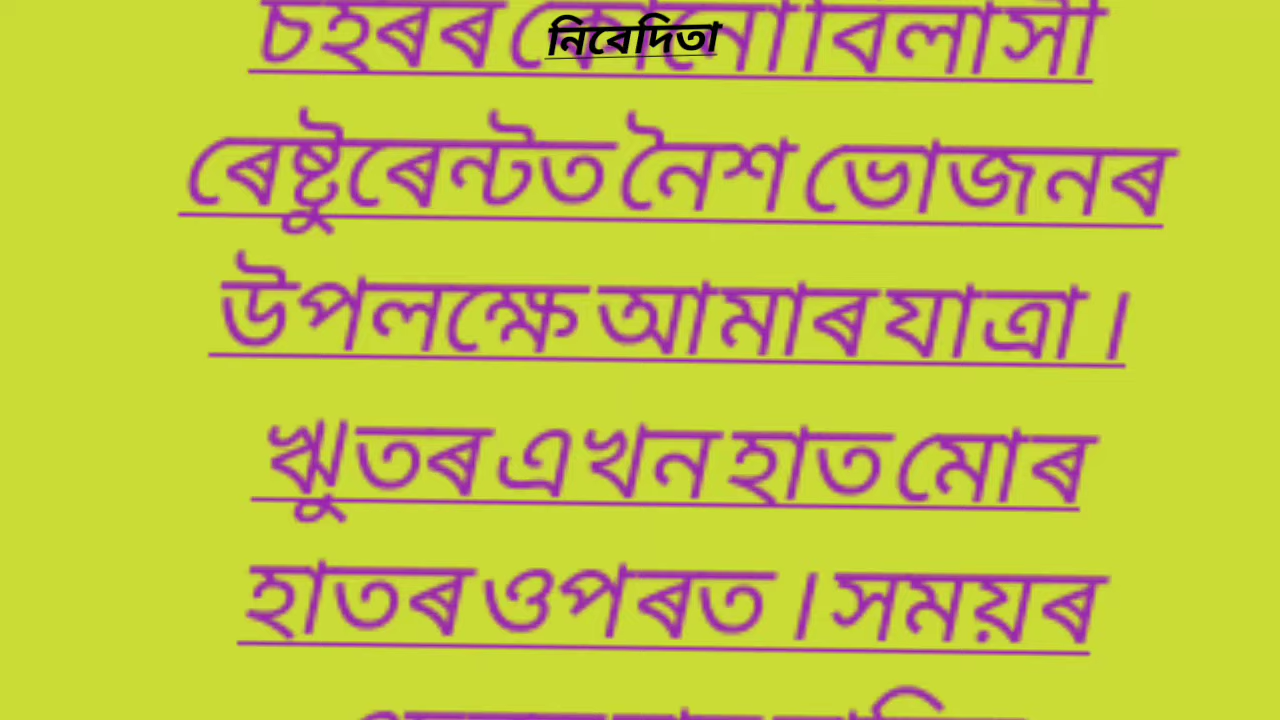 নিবেদিতা
চহৰৰ কোনো বিলাসী
ৰেষ্টুৰেন্টত নৈশ ভোজনৰ
উপলক্ষে আমাৰ যাত্ৰা ।
ঋুতৰ এখন হাত মোৰ
হাতৰ ওপৰত । সময়ৰ